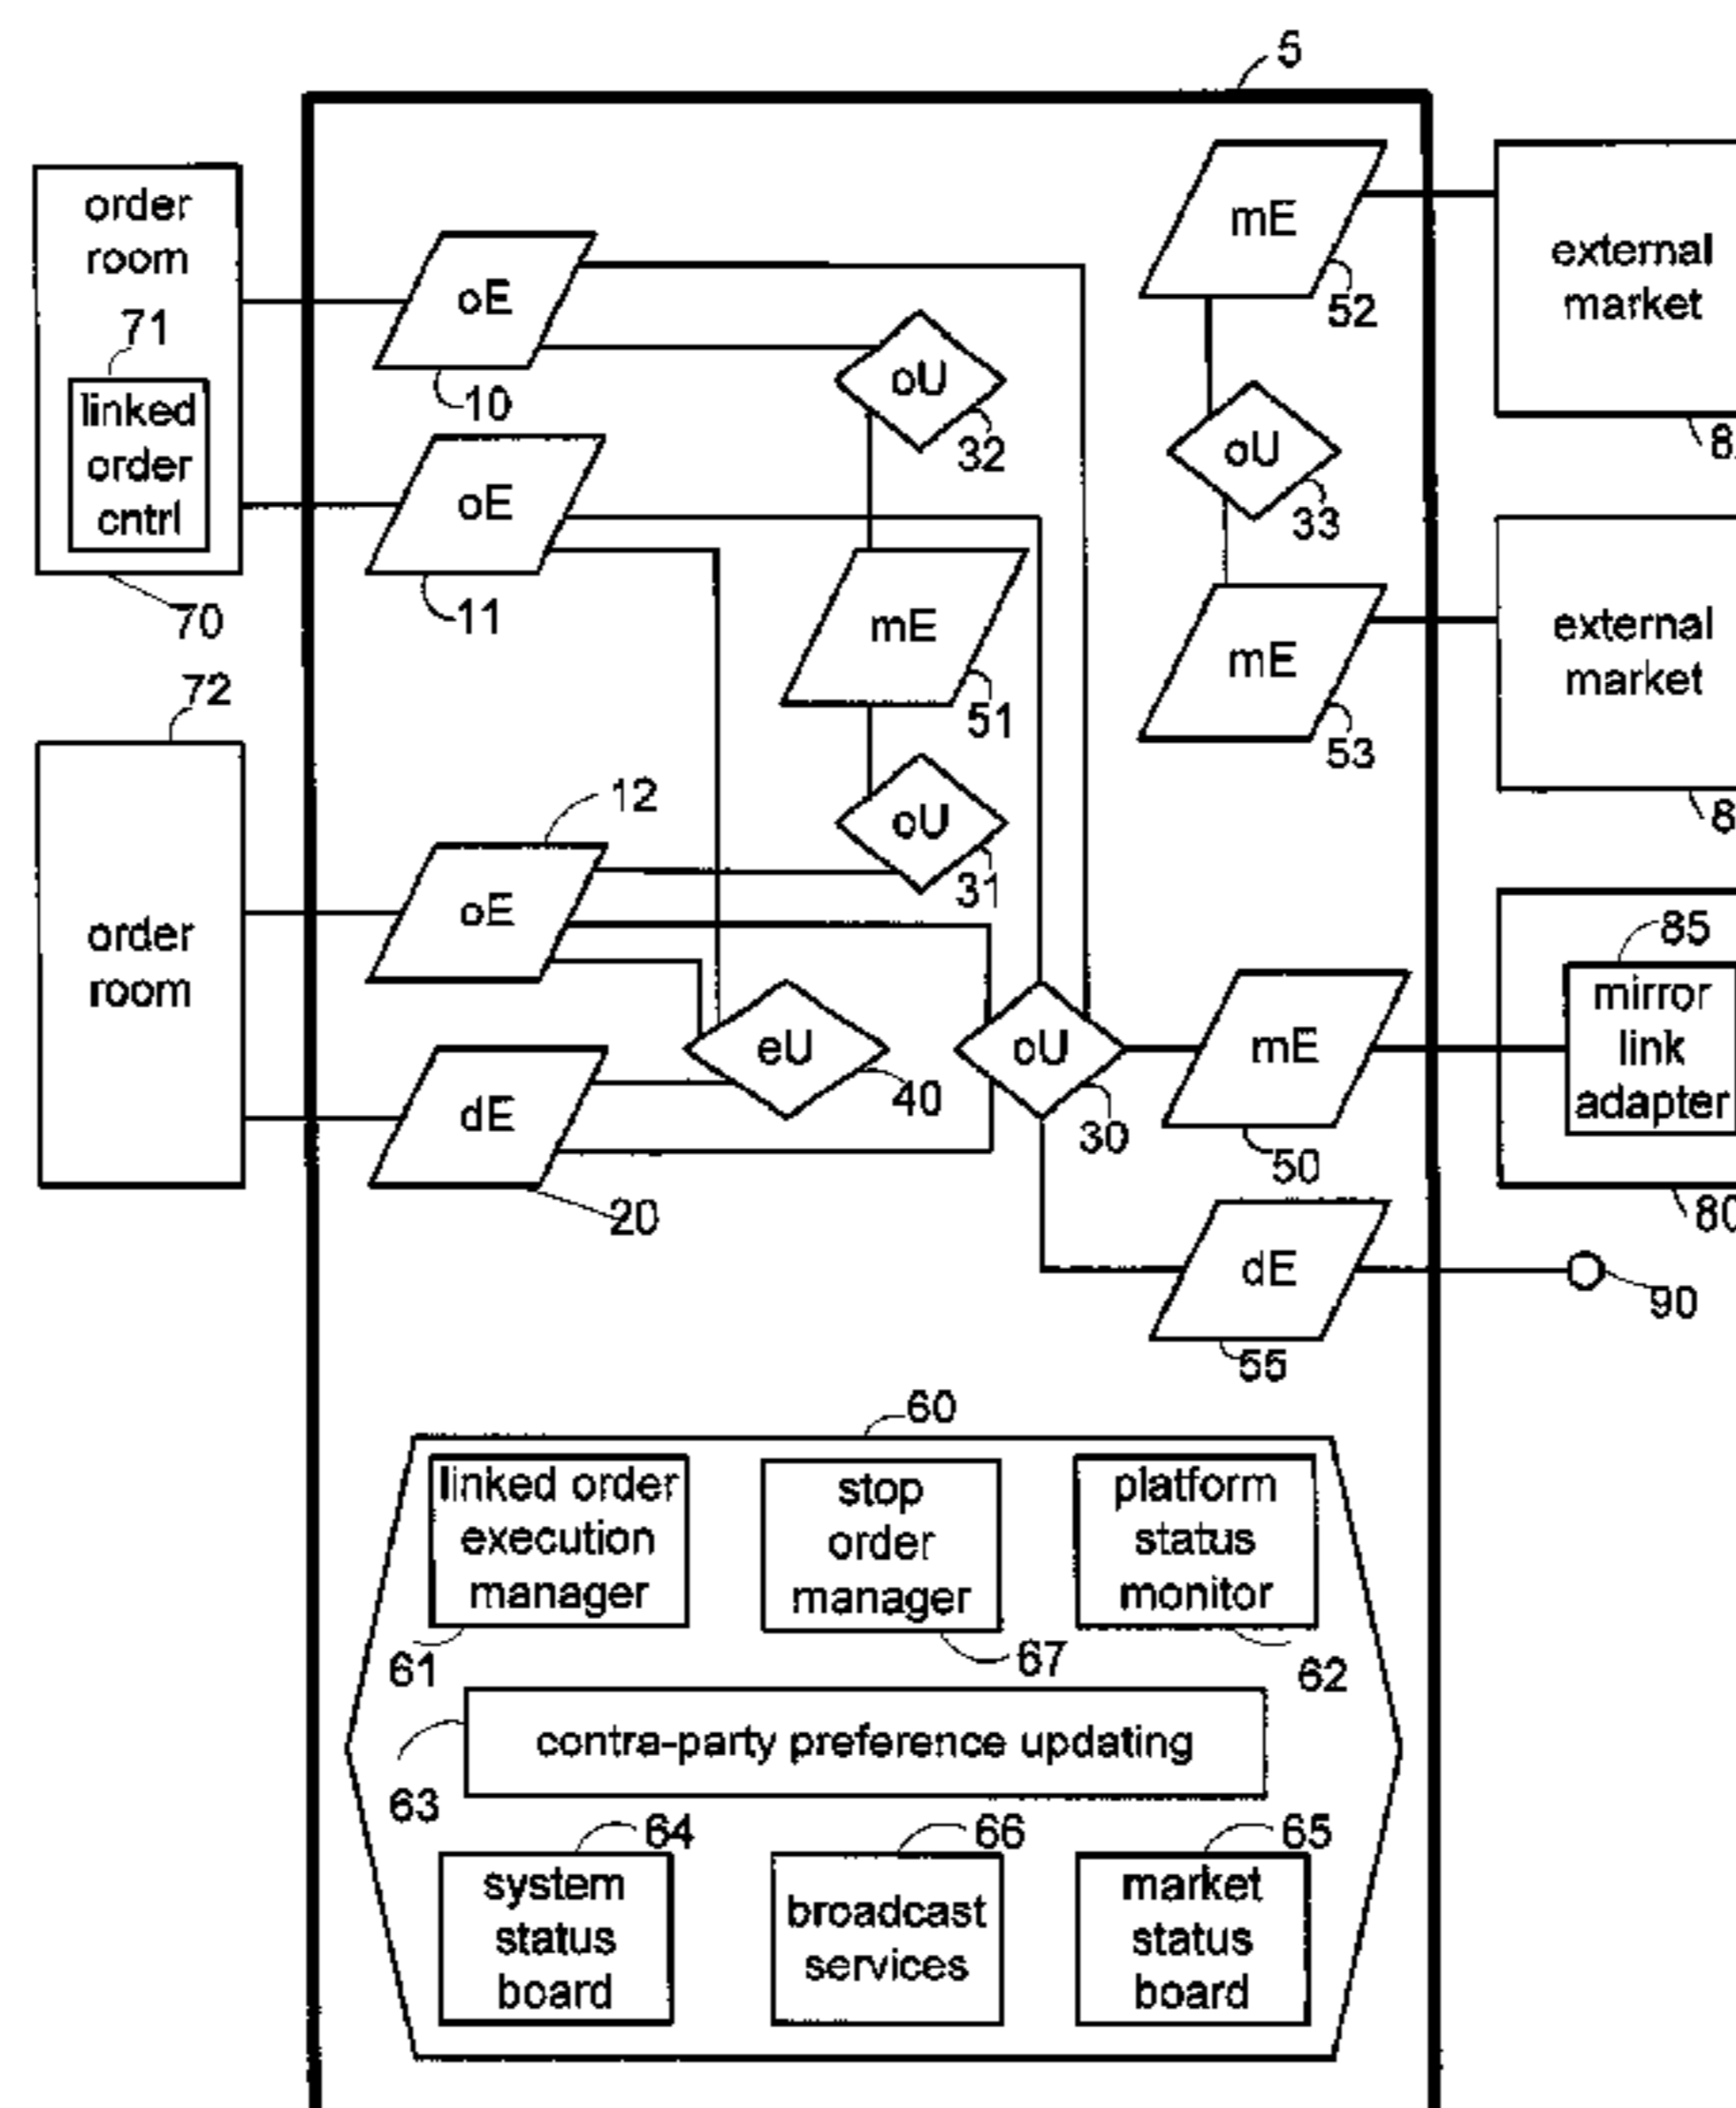 5
order
room
71
linked
order
cntrl
70
oE
10
oE
11
oU
32
mE
51
oU
31
mE
52
oU
33
mE
53
external
market
external
market
72
order
room
12
oE
dE
20
eU
40
oU
30
mE
50
85
mirror
link
adapter
80
dE
55
90
60
linked order
execution
manager
61
stop
order
manager
67
platform
status
monitor
62
contra-party preference updating
63
64
system
status
board
66
broadcast
services
65
market
status
board